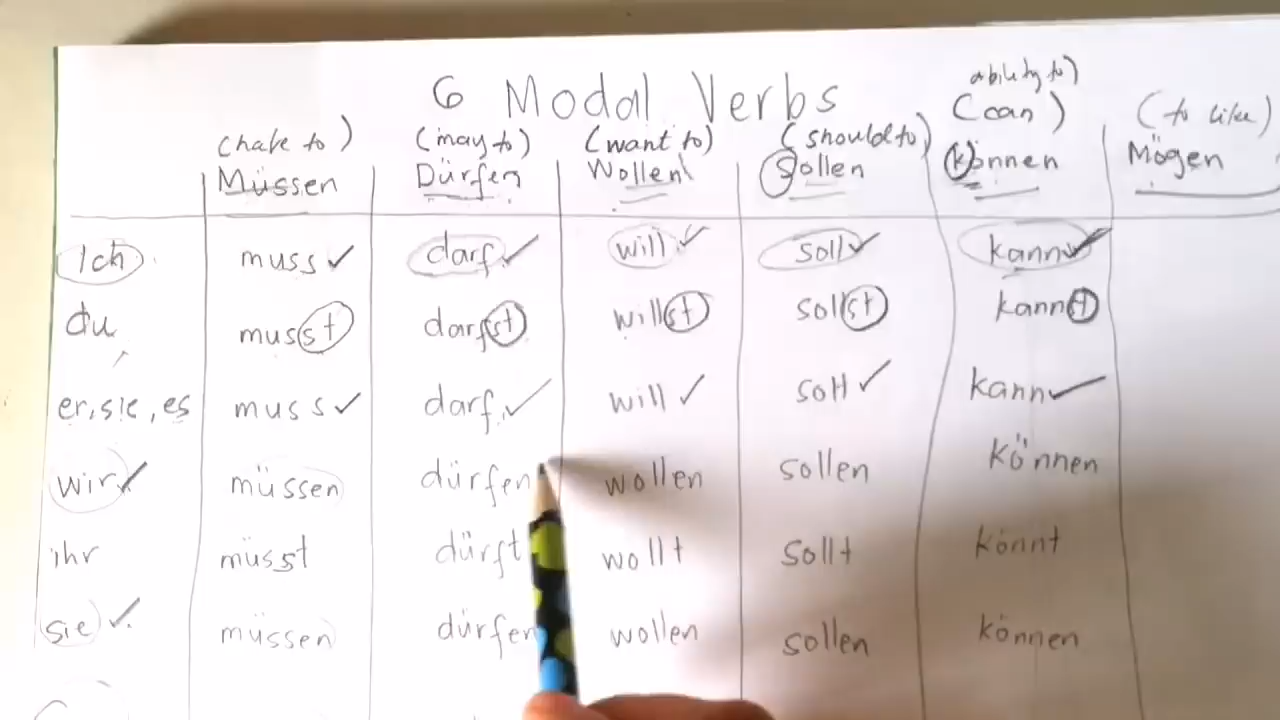 6 Modal Verbs
(have to) (may to) (want to) (should to) ability to) (can) (to like)
Müssen Dürfen Wollen Sollen Können Mögen
Ich muss darf will soll kann
du musst darfst willst sollst kannst
er, sie, es muss darf will soll kann
wir müssen dürfen wollen sollen können
ihr müsst dürft wollt sollt könnt
sie müssen dürfen wollen sollen können